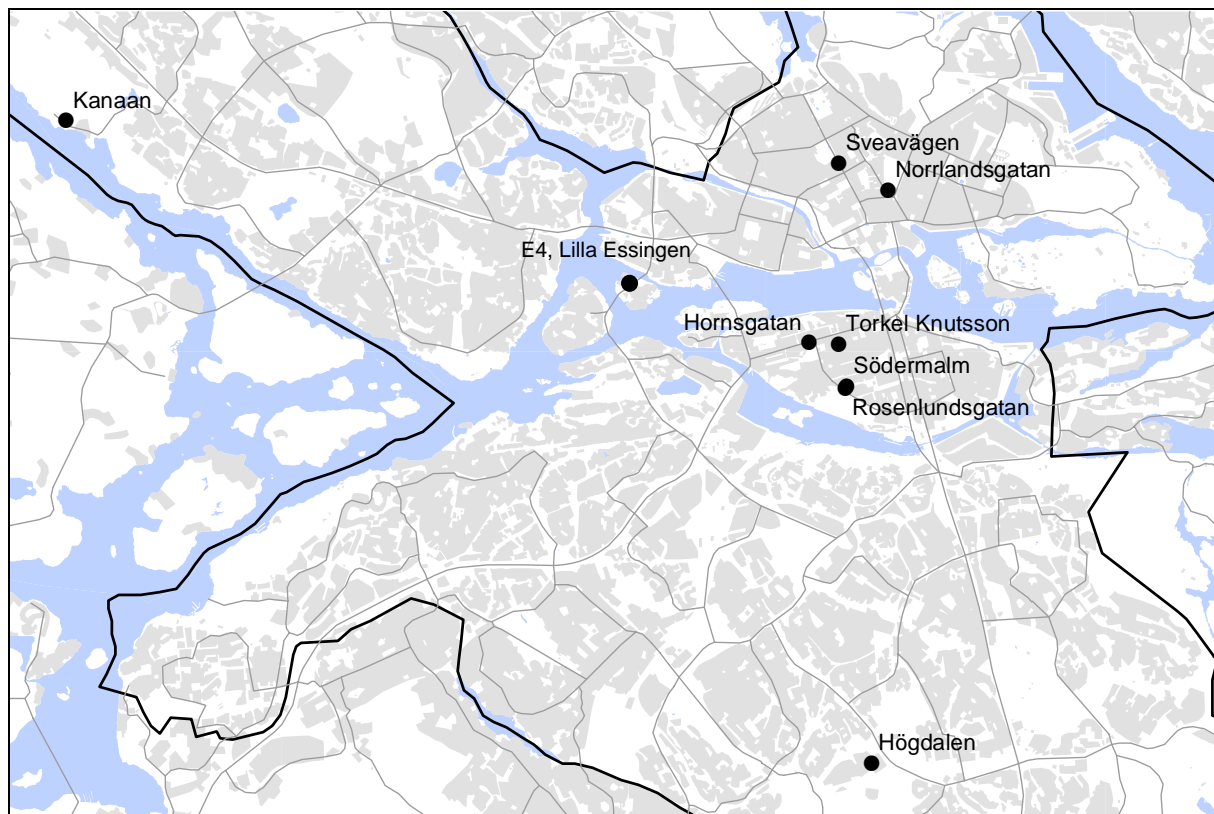 Kanaan
Sveavägen
Norrlandsgatan
E4, Lilla Essingen
Hornsgatan
Torkel Knutsson
Södermalm
Rosenlundsgatan
Högdalen